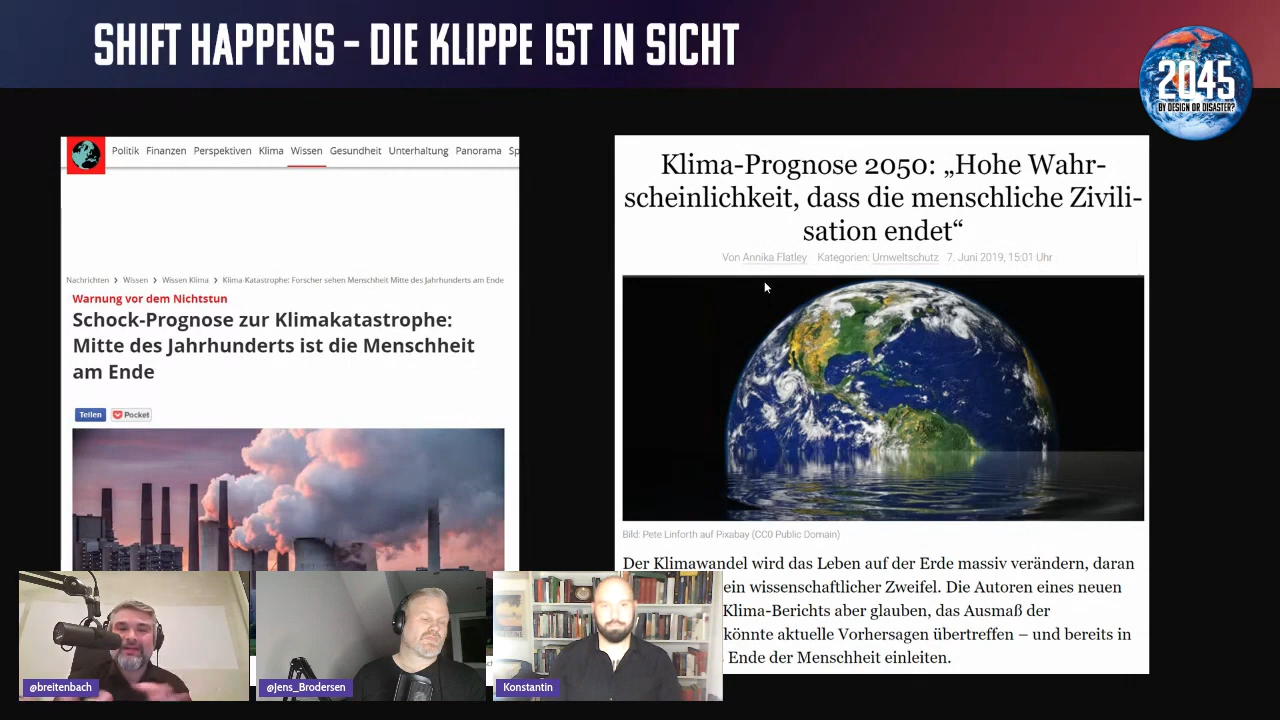 SHIFT HAPPENS – DIE KLIPPE IST IN SICHT
2045
BY DESIGN OR DISASTER?
Politik Finanzen Perspektiven Klima Wissen Gesundheit Unterhaltung Panorama Sp
Nachrichten > Wissen > Wissen Klima > Klima-Katastrophe: Forscher sehen Menschheit Mitte des Jahrhunderts am Ende
Warnung vor dem Nichtstun
Schock-Prognose zur Klimakatastrophe:
Mitte des Jahrhunderts ist die Menschheit
am Ende
Teilen Pocket
Klima-Prognose 2050: „Hohe Wahr-
scheinlichkeit, dass die menschliche Zivili-
sation endet“
Von Annika Flatley Kategorien: Umweltschutz 7. Juni 2019, 15:01 Uhr
Bild: Pete Linforth auf Pixabay (CC0 Public Domain)
Der Klimawandel wird das Leben auf der Erde massiv verändern, daran
ein wissenschaftlicher Zweifel. Die Autoren eines neuen
Klima-Berichts aber glauben, das Ausmaß der
könnte aktuelle Vorhersagen übertreffen – und bereits in
Ende der Menschheit einleiten.
@breitenbach
@Jens_Brodersen
Konstantin